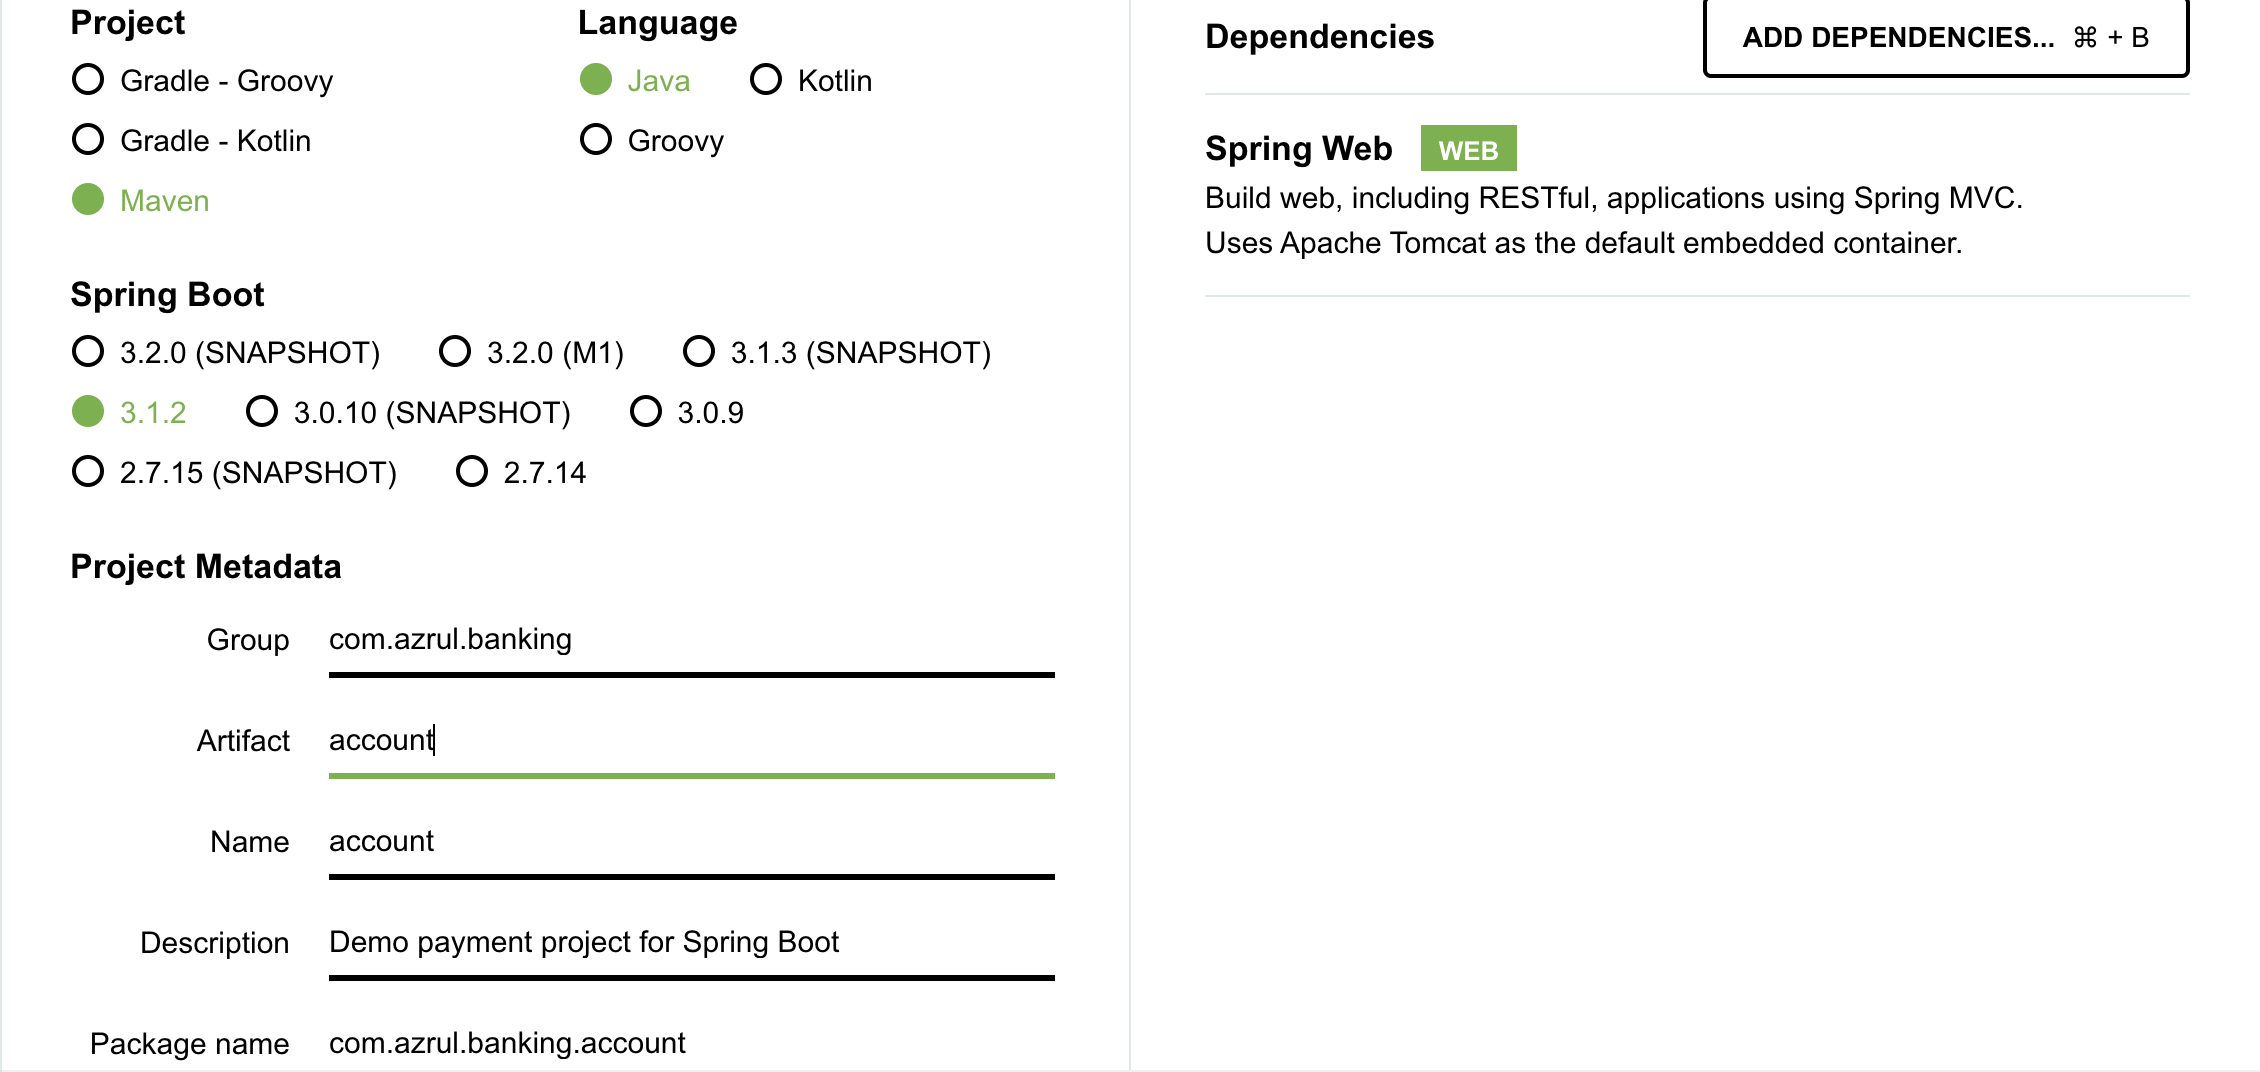 Project
Gradle - Groovy
Gradle - Kotlin
Maven
Language
Java Kotlin
Groovy
Spring Boot
3.2.0 (SNAPSHOT) 3.2.0 (M1) 3.1.3 (SNAPSHOT)
3.1.2 3.0.10 (SNAPSHOT) 3.0.9
2.7.15 (SNAPSHOT) 2.7.14
Project Metadata
Group com.azrul.banking
Artifact account
Name account
Description Demo payment project for Spring Boot
Package name com.azrul.banking.account
Dependencies ADD DEPENDENCIES... ⌘ + B
Spring Web WEB
Build web, including RESTful, applications using Spring MVC.
Uses Apache Tomcat as the default embedded container.